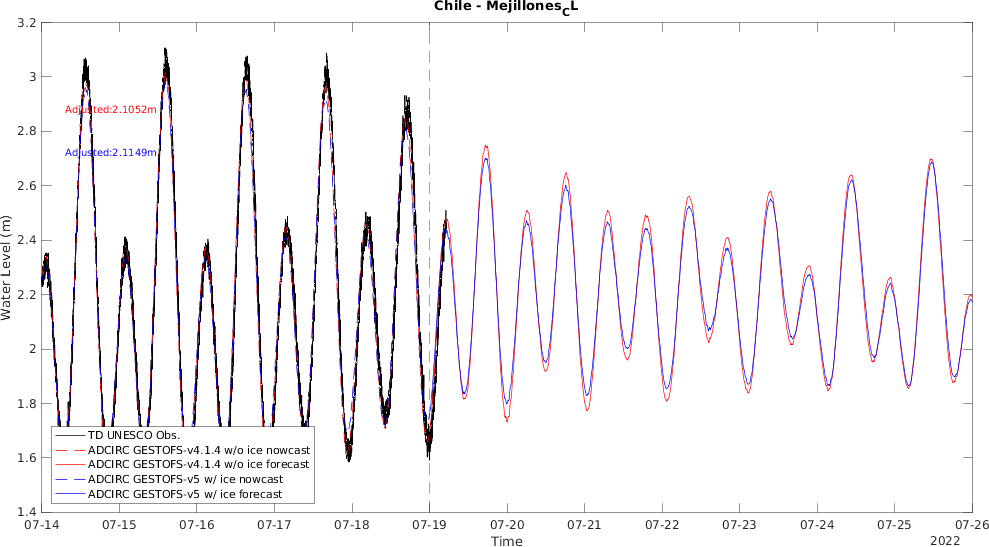 Chile - Mejillones_CL
3.2
3
2.8
2.6
2.4
2.2
2
1.8
1.6
1.4
Water Level (m)
Adjusted:2.1052m
Adjusted:2.1149m
TD UNESCO Obs.
ADCIRC GESTOFS-v4.1.4 w/o ice nowcast
ADCIRC GESTOFS-v4.1.4 w/o ice forecast
ADCIRC GESTOFS-v5 w/ ice nowcast
ADCIRC GESTOFS-v5 w/ ice forecast
07-14 07-15 07-16 07-17 07-18 07-19 07-20 07-21 07-22 07-23 07-24 07-25 07-26
Time
2022